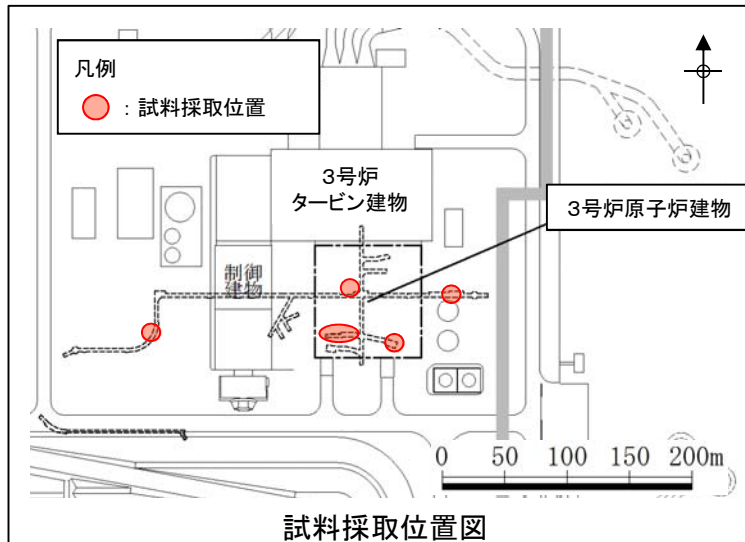 凡例
：試料採取位置
3号炉
タービン建物
3号炉原子炉建物
制御
建物
0 50 100 150 200m
試料採取位置図